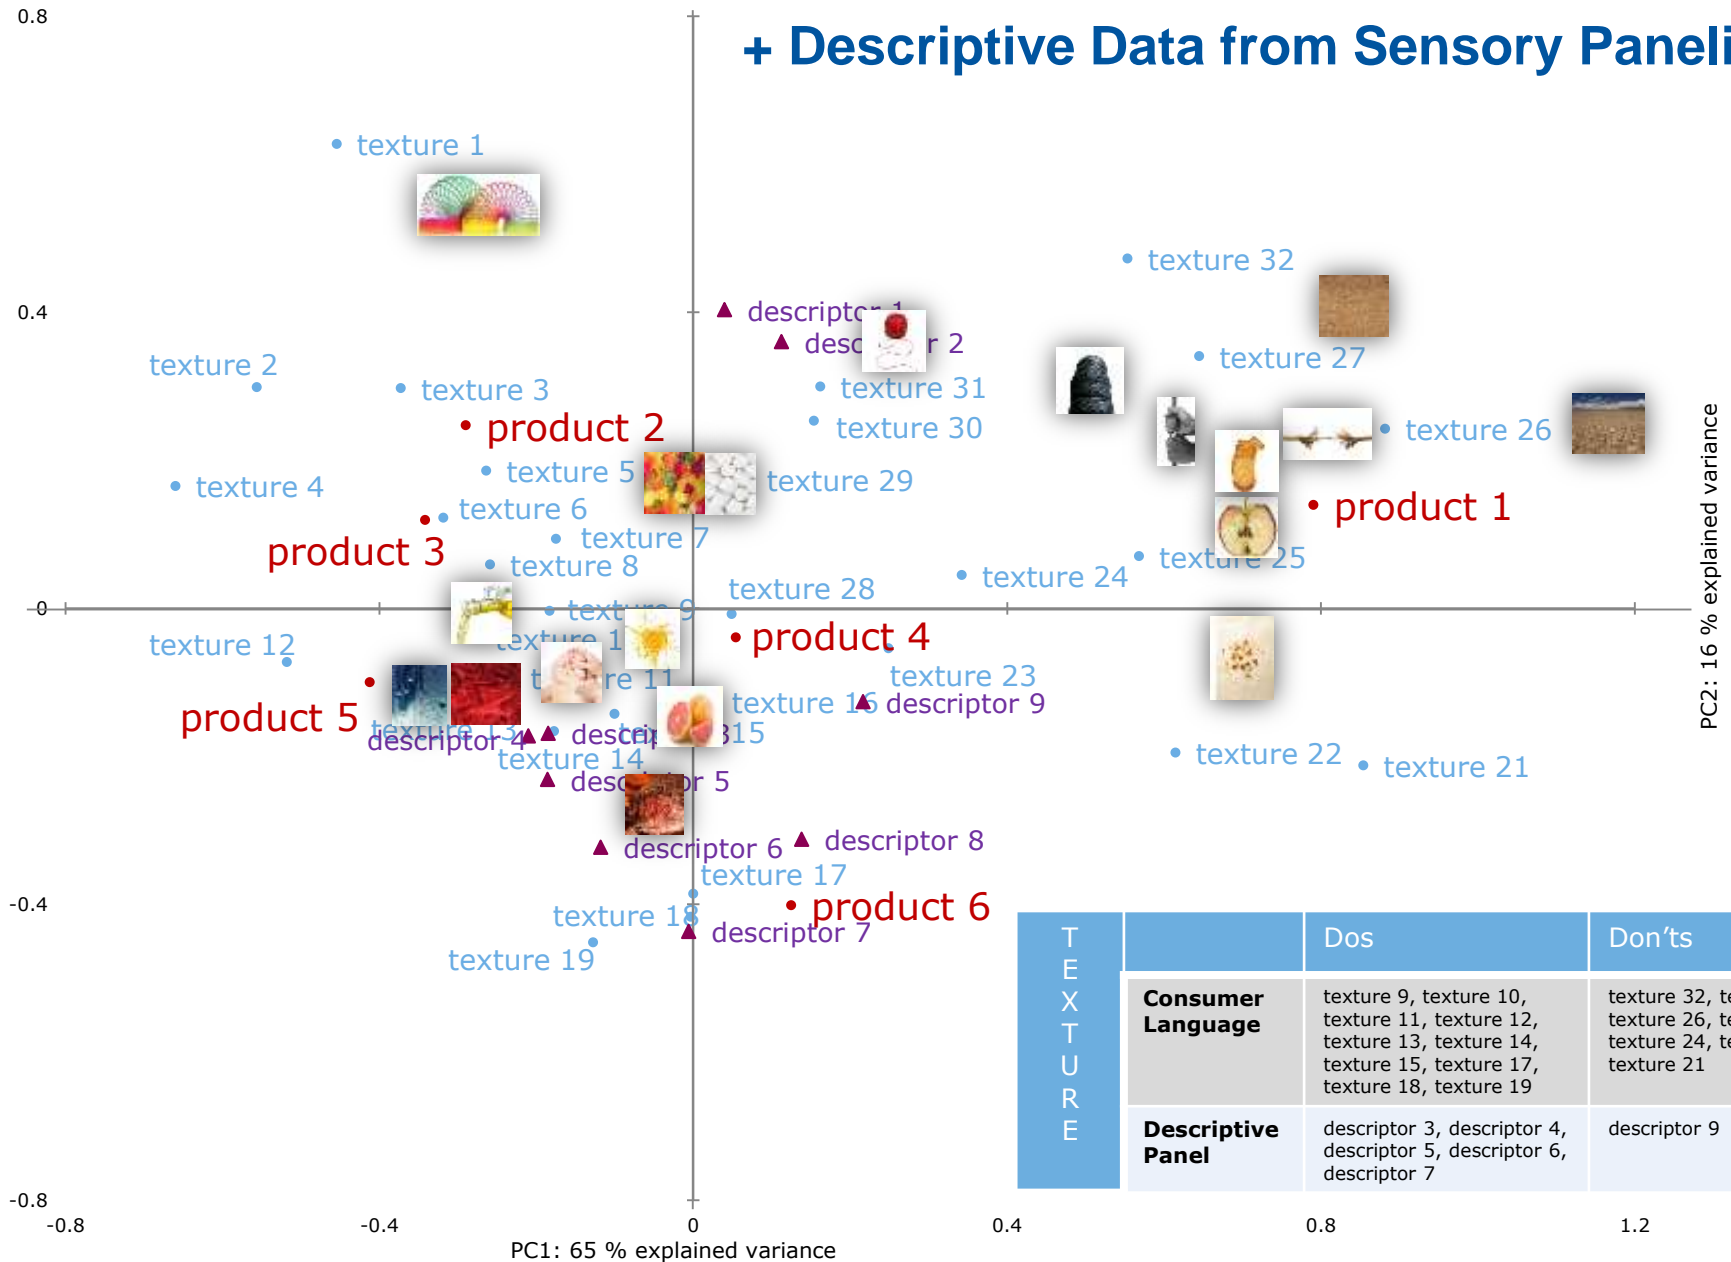 0.8
+ Descriptive Data from Sensory Paneli
texture 1
texture 32
0.4
descriptor 1
descriptor 2
texture 27
texture 2
texture 3
texture 31
product 2
texture 30
texture 26
texture 5
texture 29
texture 4
texture 6
product 1
product 3
texture 7
texture 8
texture 25
texture 24
texture 28
0
texture 9
texture 12
product 4
texture 11
texture 23
texture 16
descriptor 9
product 5
texture 13
15
descriptor 4
descriptor 3
texture 14
texture 22
texture 21
descriptor 5
descriptor 6
descriptor 8
texture 17
-0.4
product 6
texture 18
descriptor 7
texture 19
PC2: 16 % explained variance
TEXTURE
Dos
Don'ts
Consumer
Language
texture 9, texture 10,
texture 11, texture 12,
texture 13, texture 14,
texture 15, texture 17,
texture 18, texture 19
texture 32, te
texture 26, te
texture 24, te
texture 21
Descriptive
Panel
descriptor 3, descriptor 4,
descriptor 5, descriptor 6,
descriptor 7
descriptor 9
-0.8
-0.8
-0.4
0
0.4
0.8
1.2
PC1: 65 % explained variance